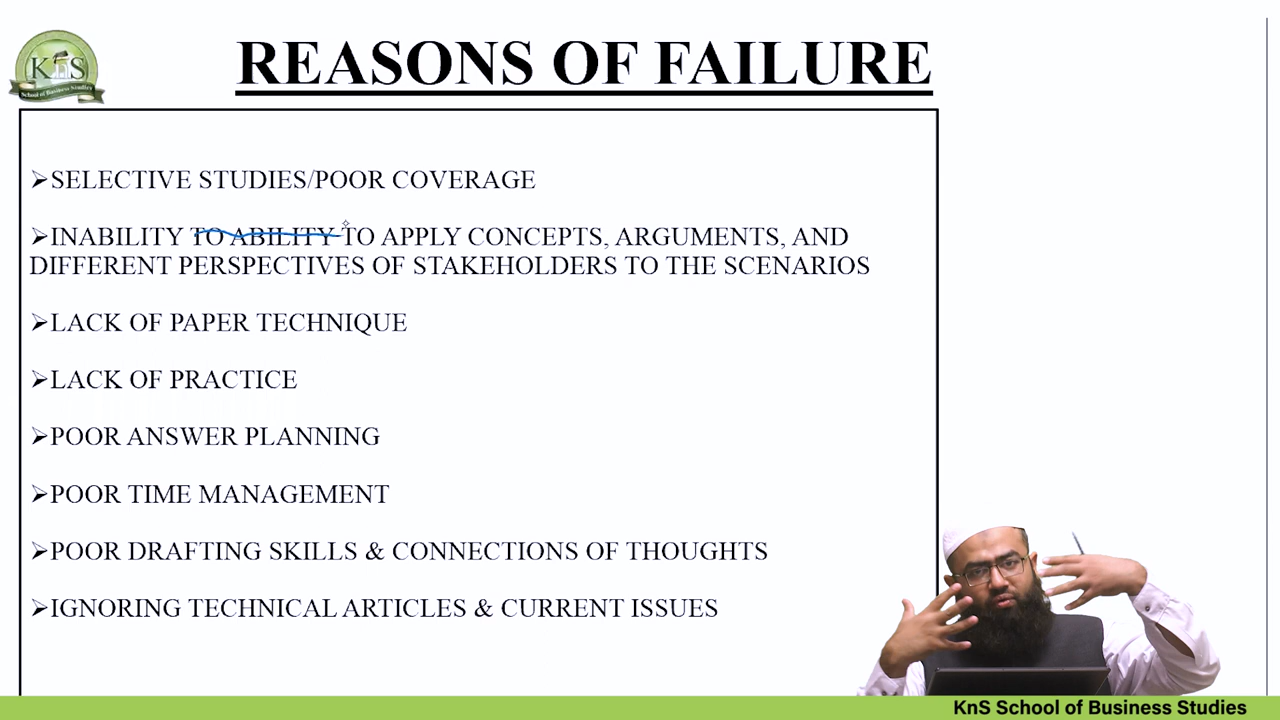 KNS
School of Business Studies
REASONS OF FAILURE
➢SELECTIVE STUDIES/POOR COVERAGE
➢INABILITY TO ABILITY TO APPLY CONCEPTS, ARGUMENTS, AND
DIFFERENT PERSPECTIVES OF STAKEHOLDERS TO THE SCENARIOS
➢LACK OF PAPER TECHNIQUE
➢LACK OF PRACTICE
➢POOR ANSWER PLANNING
➢POOR TIME MANAGEMENT
➢POOR DRAFTING SKILLS & CONNECTIONS OF THOUGHTS
➢IGNORING TECHNICAL ARTICLES & CURRENT ISSUES
KnS School of Business Studies